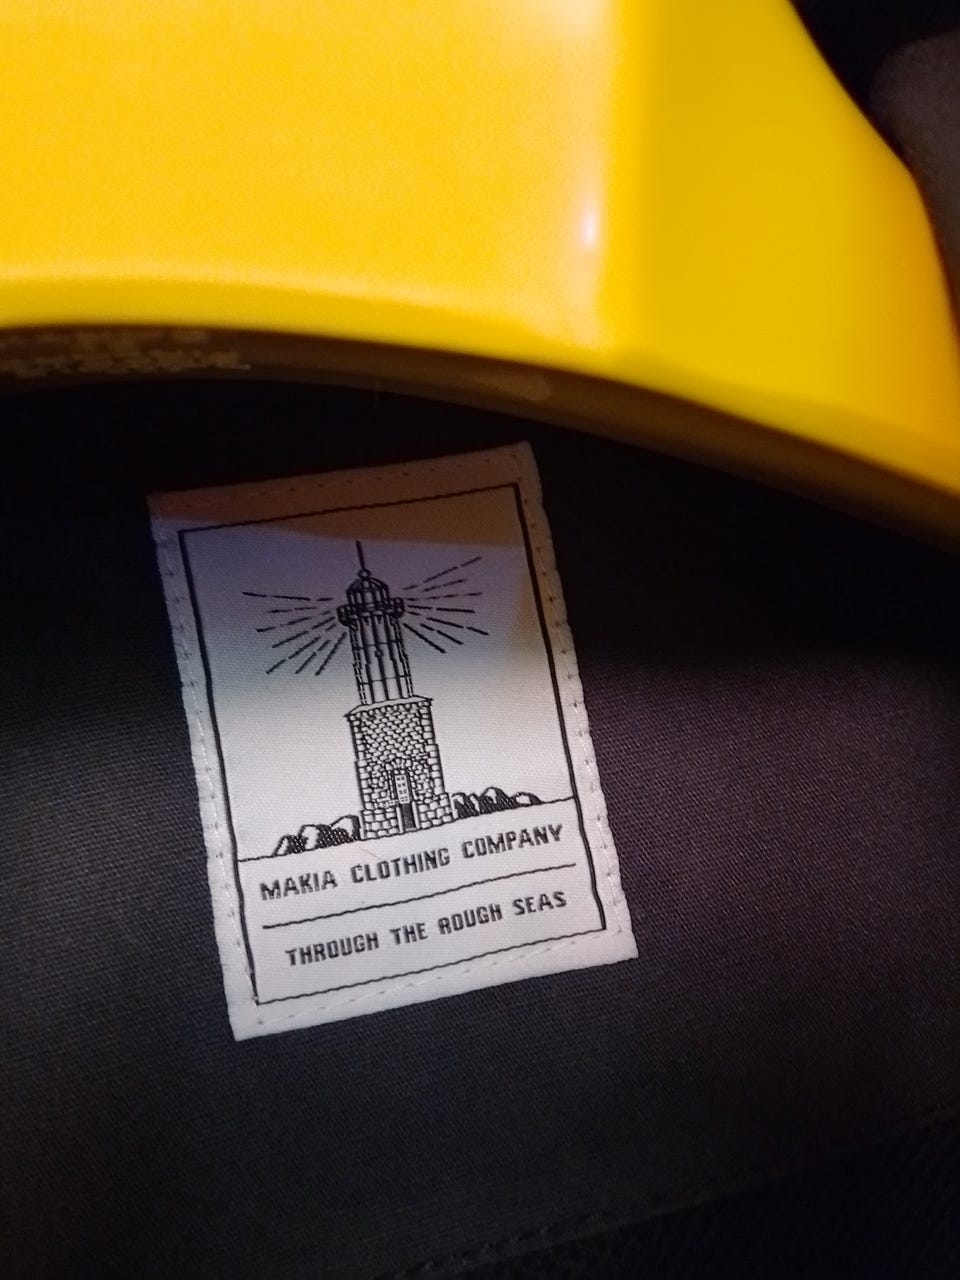 MAKIA CLOTHING COMPANY
THROUGH THE ROUGH SEAS